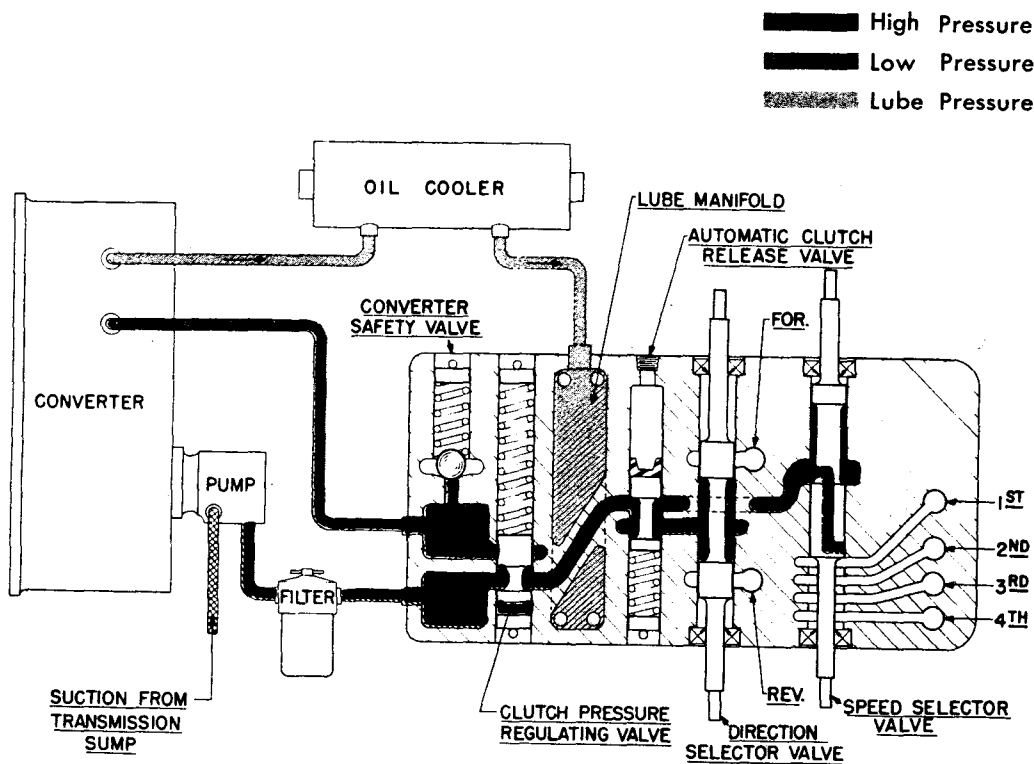 High Pressure
Low Pressure
Lube Pressure
OIL COOLER
LUBE MANIFOLD
AUTOMATIC CLUTCH
RELEASE VALVE
CONVERTER
SAFETY VALVE
FOR.
CONVERTER
PUMP
1ST
2ND
FILTER
3RD
4TH
SUCTION FROM
TRANSMISSION
SUMP
CLUTCH PRESSURE
REGULATING VALVE
REV.
DIRECTION
SELECTOR VALVE
SPEED SELECTOR
VALVE